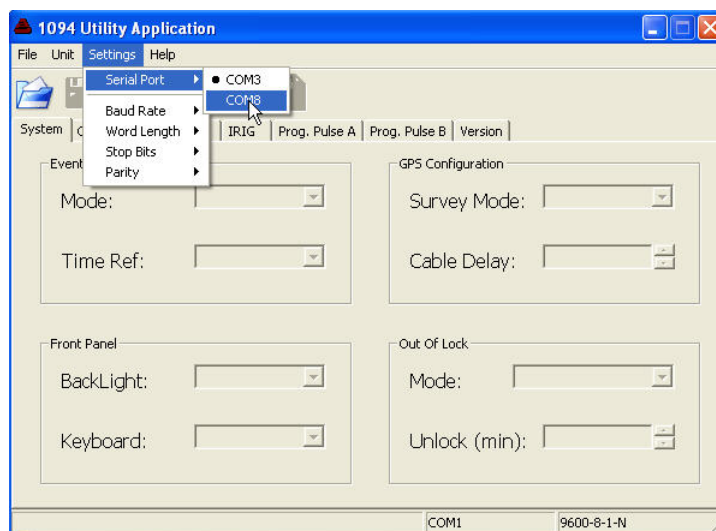 1094 Utility Application
File Unit Settings Help
Serial Port
COM3
COM8
Baud Rate
Word Length
Stop Bits
Parity
System IRIG Prog. Pulse A Prog. Pulse B Version
Event
Mode:
Time Ref:
GPS Configuration
Survey Mode:
Cable Delay:
Front Panel
BackLight:
Keyboard:
Out Of Lock
Mode:
Unlock (min):
COM1 9600-8-1-N